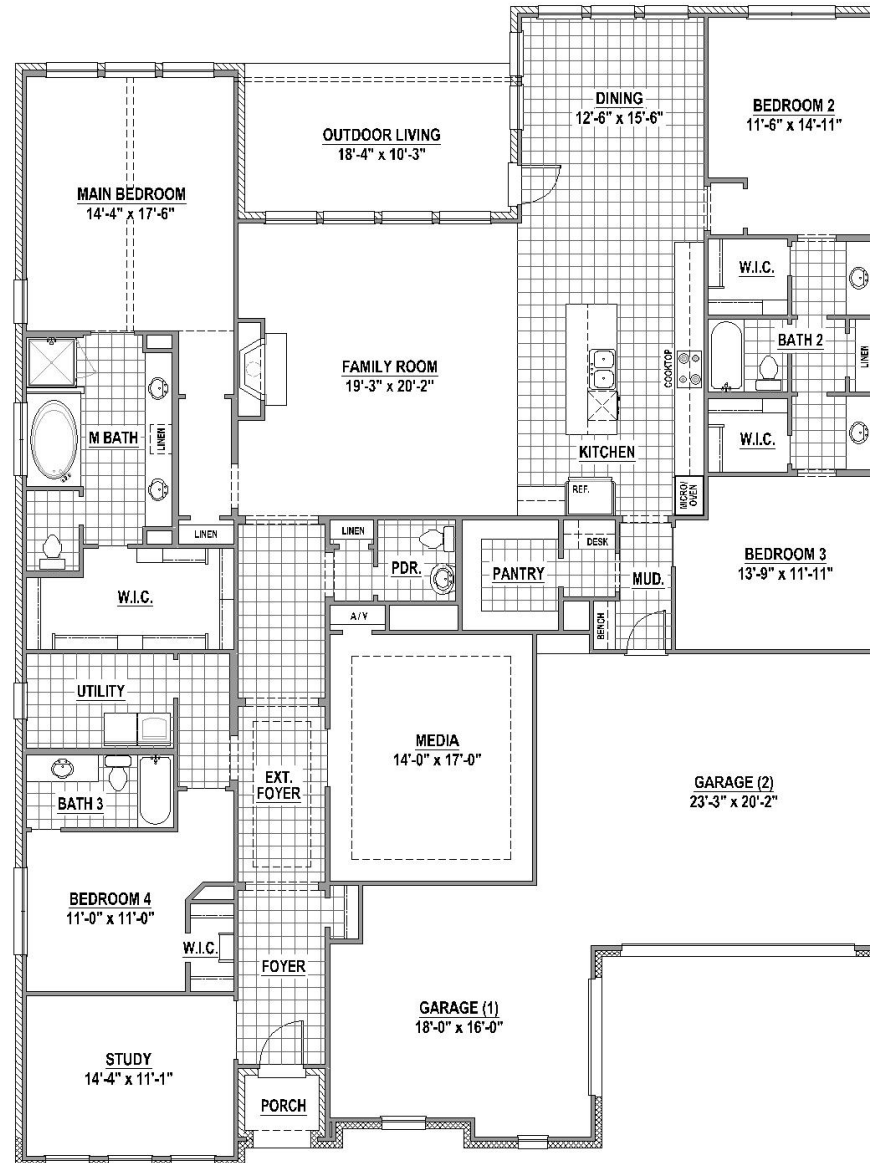 DINING
12'-6" x 15'-6"
BEDROOM 2
11'-6" x 14'-11"
OUTDOOR LIVING
18'-4" x 10'-3"
MAIN BEDROOM
14'-4" x 17'-6"
W.I.C.
BATH 2
LINEN
COOKTOP
FAMILY ROOM
19'-3" x 20'-2"
M BATH
LINEN
W.I.C.
KITCHEN
REF.
MICRO/
OVEN
LINEN
LINEN
PDR.
PANTRY
DESK
MUD.
BEDROOM 3
13'-9" x 11'-11"
W.I.C.
A/V
BENCH
UTILITY
MEDIA
14'-0" x 17'-0"
EXT.
FOYER
GARAGE (2)
23'-3" x 20'-2"
BATH 3
BEDROOM 4
11'-0" x 11'-0"
W.I.C.
FOYER
GARAGE (1)
18'-0" x 16'-0"
STUDY
14'-4" x 11'-1"
PORCH